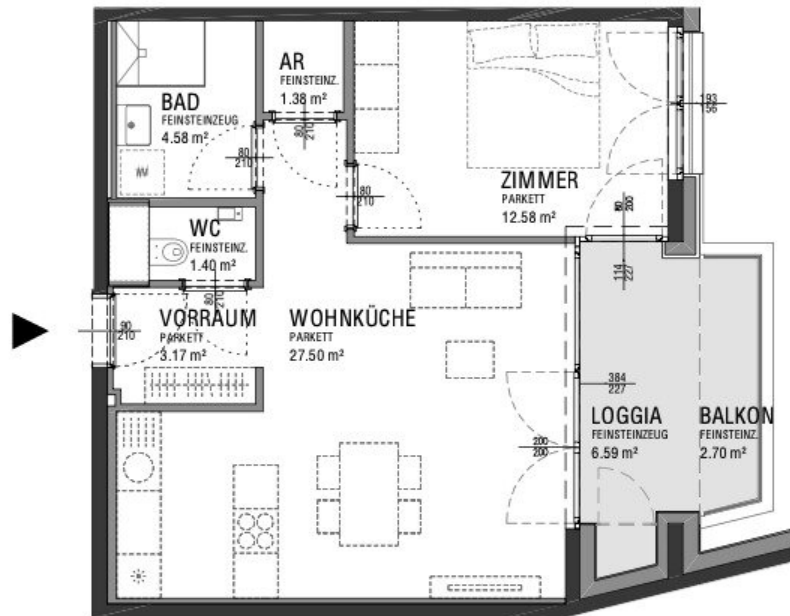 AR
FEINSTEINZ.
1.38 m²
80
210
BAD
FEINSTEINZEUG
4.58 m²
WM
80
210
80
210
ZIMMER
PARKETT
12.58 m²
80
200
WC
FEINSTEINZ.
1.40 m²
80
210
114
227
90
210
VORRAUM
PARKETT
3.17 m²
WOHNKÜCHE
PARKETT
27.50 m²
384
227
LOGGIA
FEINSTEINZEUG
6.59 m²
BALKON
FEINSTEINZ.
2.70 m²
200
200